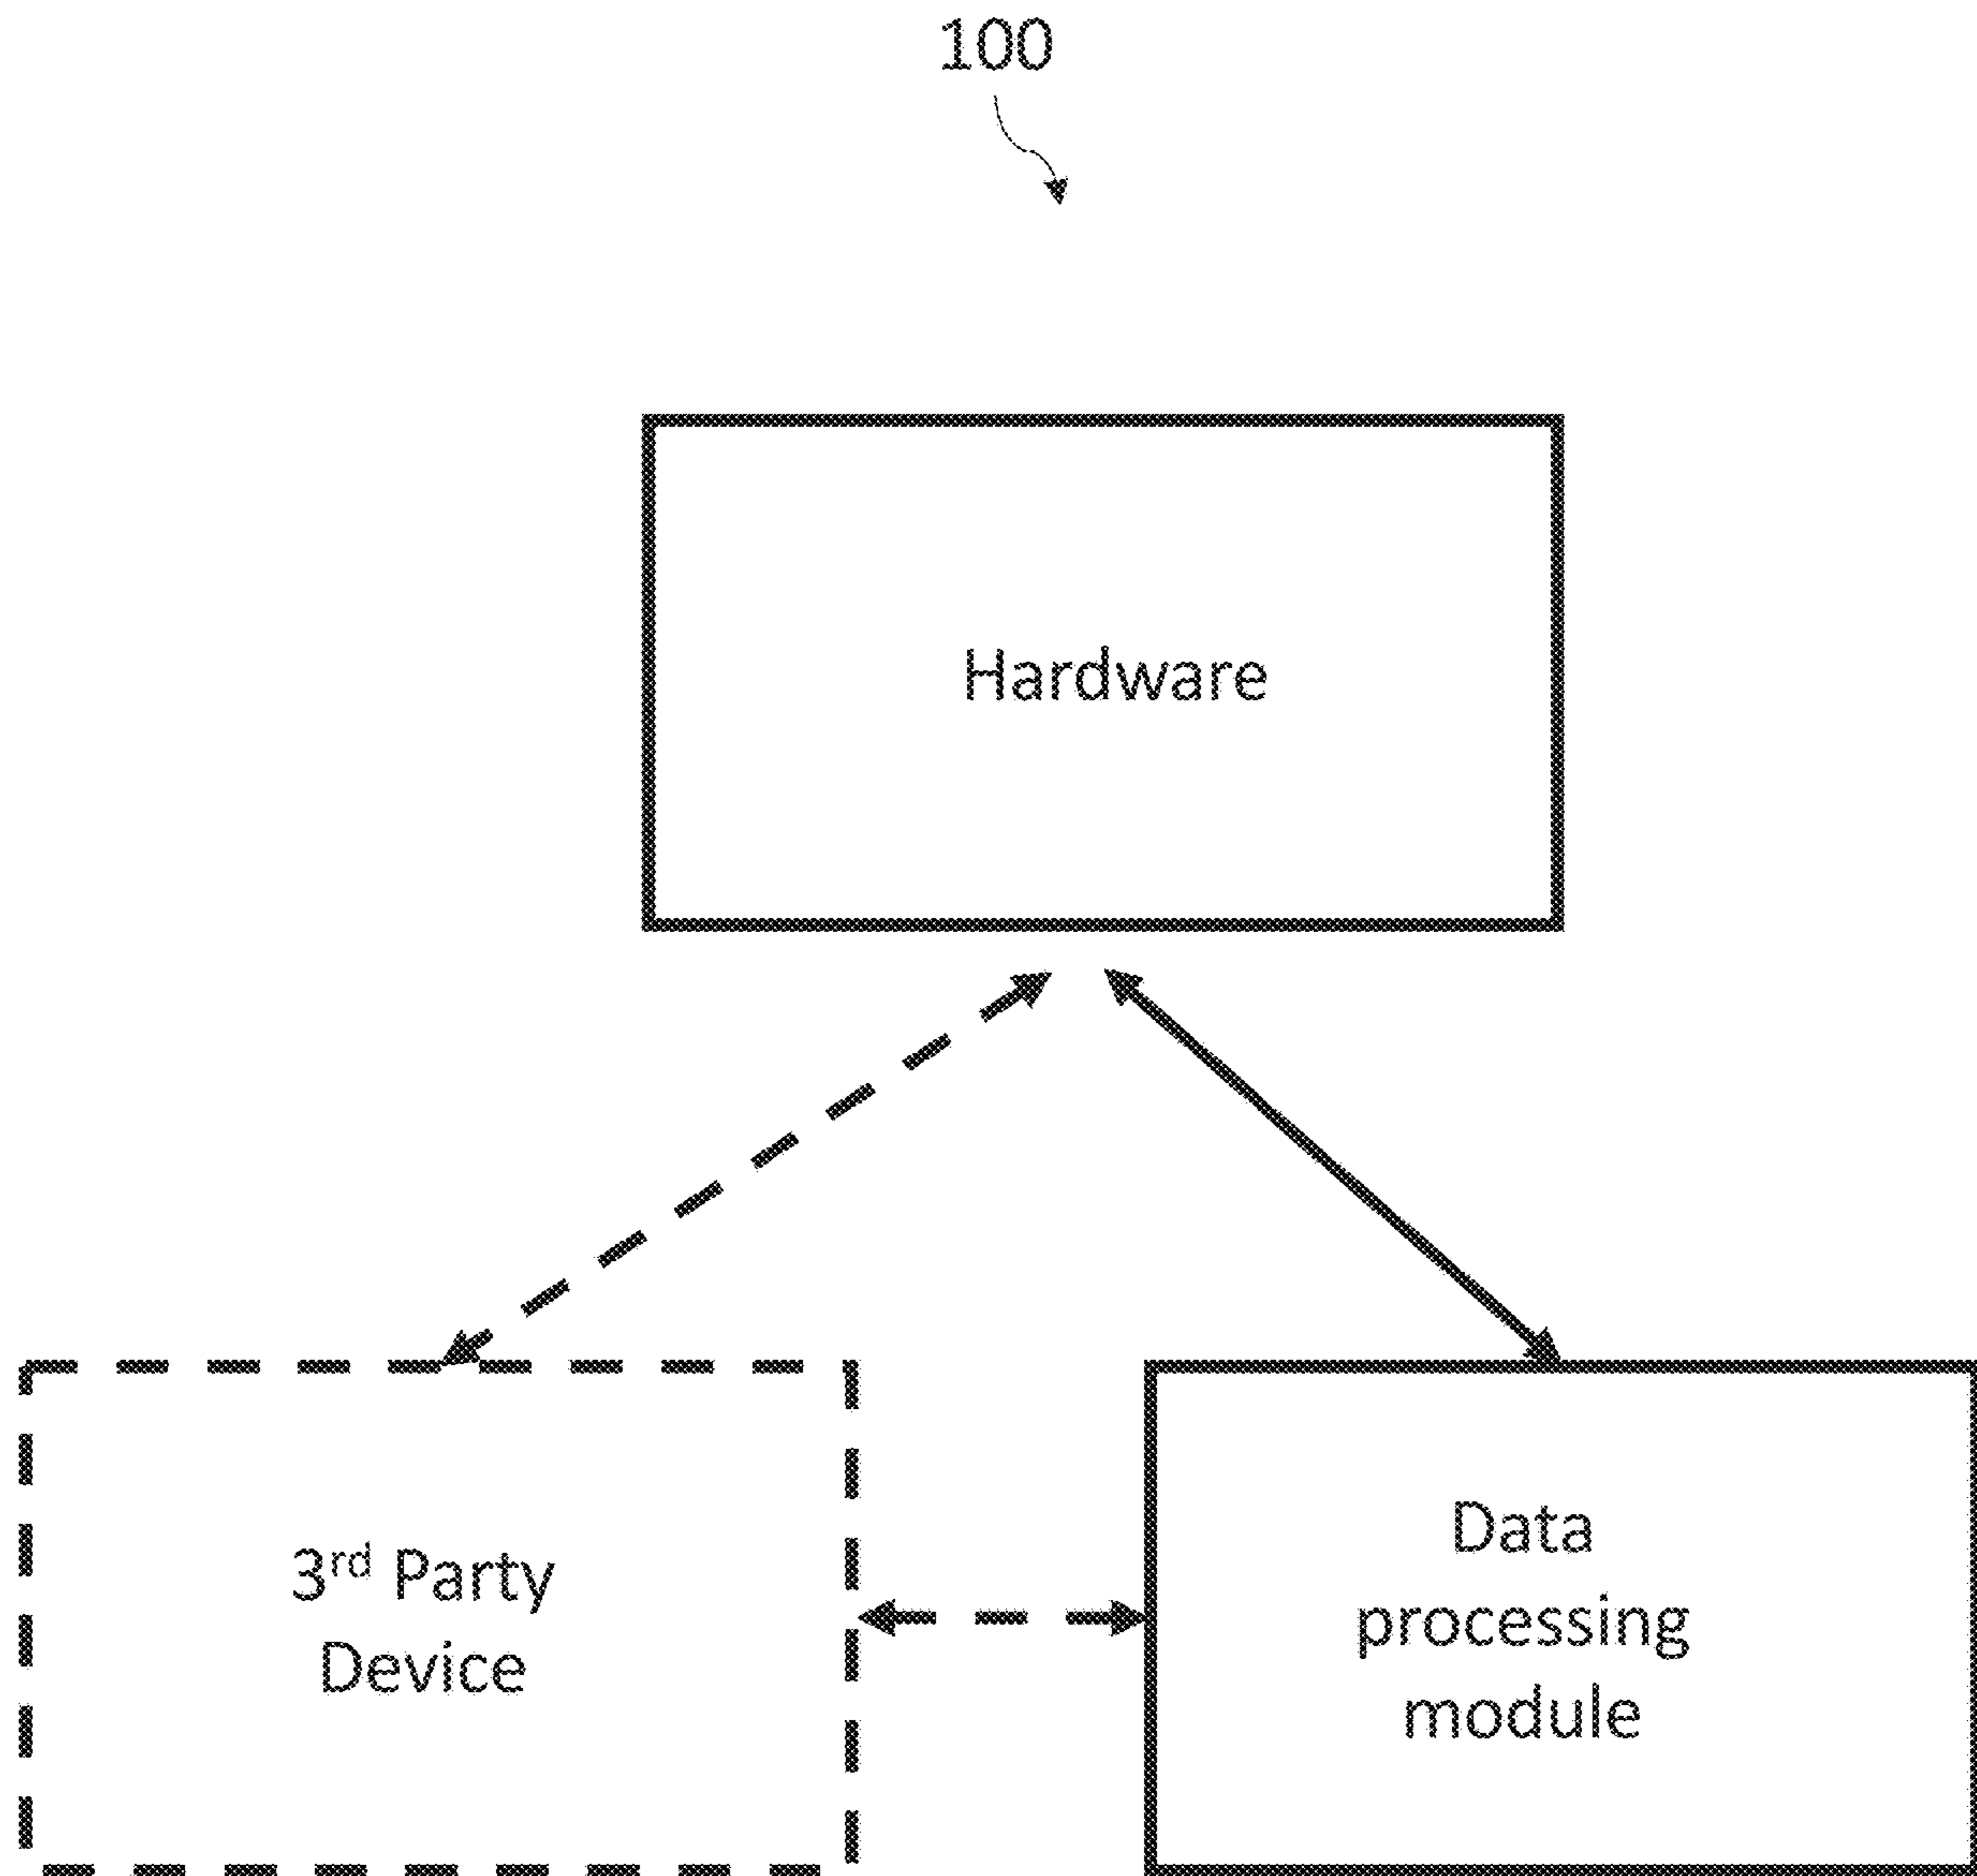 100
Hardware
3rd Party
Device
Data
processing
module